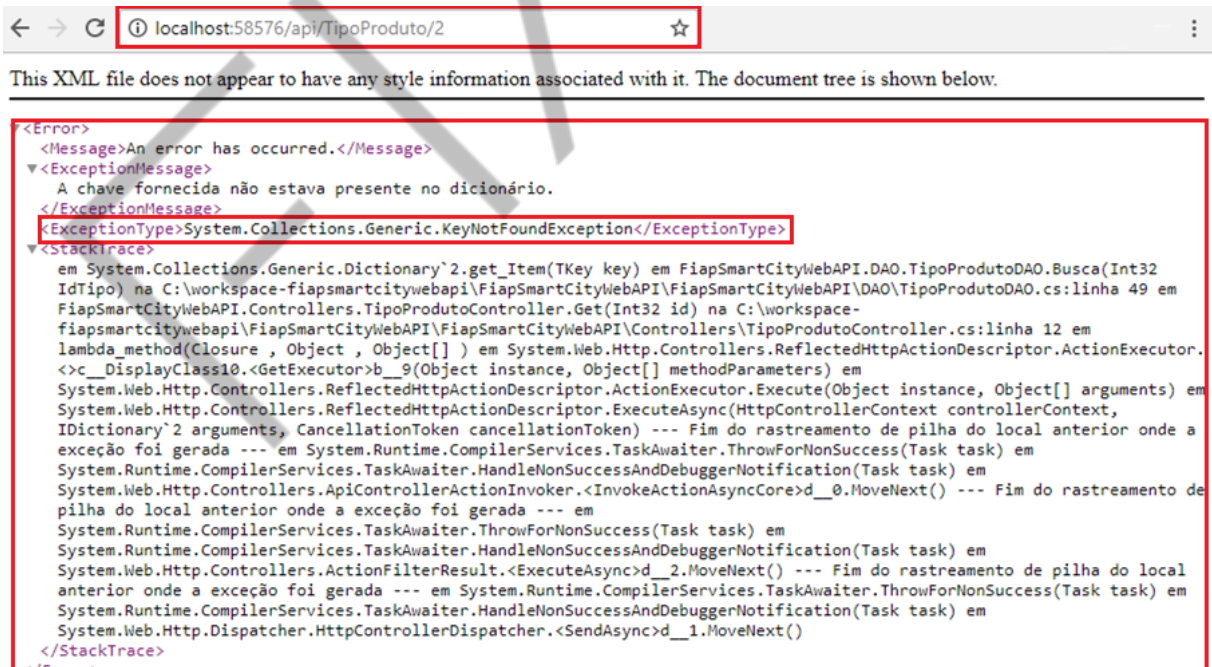 localhost:58576/api/TipoProduto/2
This XML file does not appear to have any style information associated with it. The document tree is shown below.
▼<Error>
<Message>An error has occurred.</Message>
▼<ExceptionMessage>
A chave fornecida não estava presente no dicionário.
</ExceptionMessage>
<ExceptionType>System.Collections.Generic.KeyNotFoundException</ExceptionType>
▼<StackTrace>
em System.Collections.Generic.Dictionary`2.get_Item(TKey key) em FiapSmartCityWebAPI.DAO.TipoProdutoDAO.Busca(Int32
IdTipo) na C:\workspace-fiapsmartcitywebapi\FiapSmartCityWebAPI\FiapSmartCityWebAPI\DAO\TipoProdutoDAO.cs:linha 49 em
FiapSmartCityWebAPI.Controllers.TipoProdutoController.Get(Int32 id) na C:\workspace-
fiapsmartcitywebapi\FiapSmartCityWebAPI\FiapSmartCityWebAPI\Controllers\TipoProdutoController.cs:linha 12 em
lambda_method(Closure , Object , Object[] ) em System.Web.Http.Controllers.ReflectedHttpActionDescriptor.ActionExecutor.
<>c__DisplayClass10.<GetExecutor>b__9(Object instance, Object[] methodParameters) em
System.Web.Http.Controllers.ReflectedHttpActionDescriptor.ActionExecutor.Execute(Object instance, Object[] arguments) em
System.Web.Http.Controllers.ReflectedHttpActionDescriptor.ExecuteAsync(HttpControllerContext controllerContext,
IDictionary`2 arguments, CancellationToken cancellationToken) --- Fim do rastreamento de pilha do local anterior onde a
exceção foi gerada --- em System.Runtime.CompilerServices.TaskAwaiter.ThrowForNonSuccess(Task task) em
System.Runtime.CompilerServices.TaskAwaiter.HandleNonSuccessAndDebuggerNotification(Task task) em
System.Web.Http.Controllers.ApiControllerActionInvoker.<InvokeActionAsyncCore>d__0.MoveNext() --- Fim do rastreamento de
pilha do local anterior onde a exceção foi gerada --- em
System.Runtime.CompilerServices.TaskAwaiter.ThrowForNonSuccess(Task task) em
System.Runtime.CompilerServices.TaskAwaiter.HandleNonSuccessAndDebuggerNotification(Task task) em
System.Web.Http.Controllers.ActionFilterResult.<ExecuteAsync>d__2.MoveNext() --- Fim do rastreamento de pilha do local
anterior onde a exceção foi gerada --- em System.Runtime.CompilerServices.TaskAwaiter.ThrowForNonSuccess(Task task) em
System.Runtime.CompilerServices.TaskAwaiter.HandleNonSuccessAndDebuggerNotification(Task task) em
System.Web.Http.Dispatcher.HttpControllerDispatcher.<SendAsync>d__1.MoveNext()
</StackTrace>